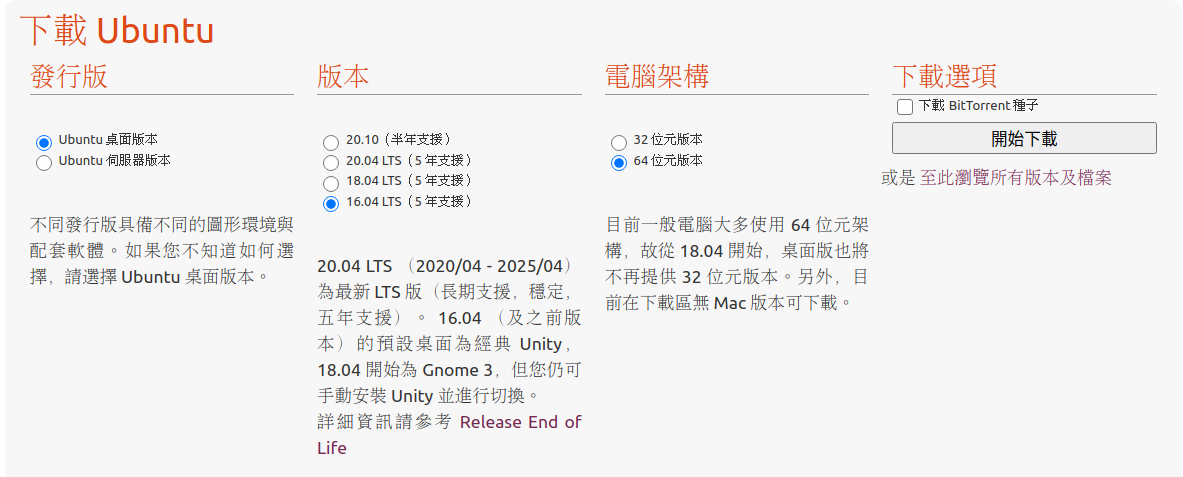 下載 Ubuntu
發行版
Ubuntu 桌面版本
Ubuntu 伺服器版本
不同發行版具備不同的圖形環境與
配套軟體。如果您不知道如何選
擇，請選擇 Ubuntu 桌面版本。
版本
20.10（半年支援）
20.04 LTS（5 年支援）
18.04 LTS（5 年支援）
16.04 LTS（5 年支援）
20.04 LTS （2020/04 - 2025/04）
為最新 LTS 版（長期支援，穩定，
五年支援）。 16.04 （及之前版
本）的預設桌面為經典 Unity，
18.04 開始為 Gnome 3，但您仍可
手動安裝 Unity 並進行切換。
詳細資訊請參考 Release End of
Life
電腦架構
32 位元版本
64 位元版本
目前一般電腦大多使用 64 位元架
構，故從 18.04 開始，桌面版也將
不再提供 32 位元版本。另外，目
前在下載區無 Mac 版本可下載。
下載選項
下載 BitTorrent 種子
開始下載
或是 至此瀏覽所有版本及檔案